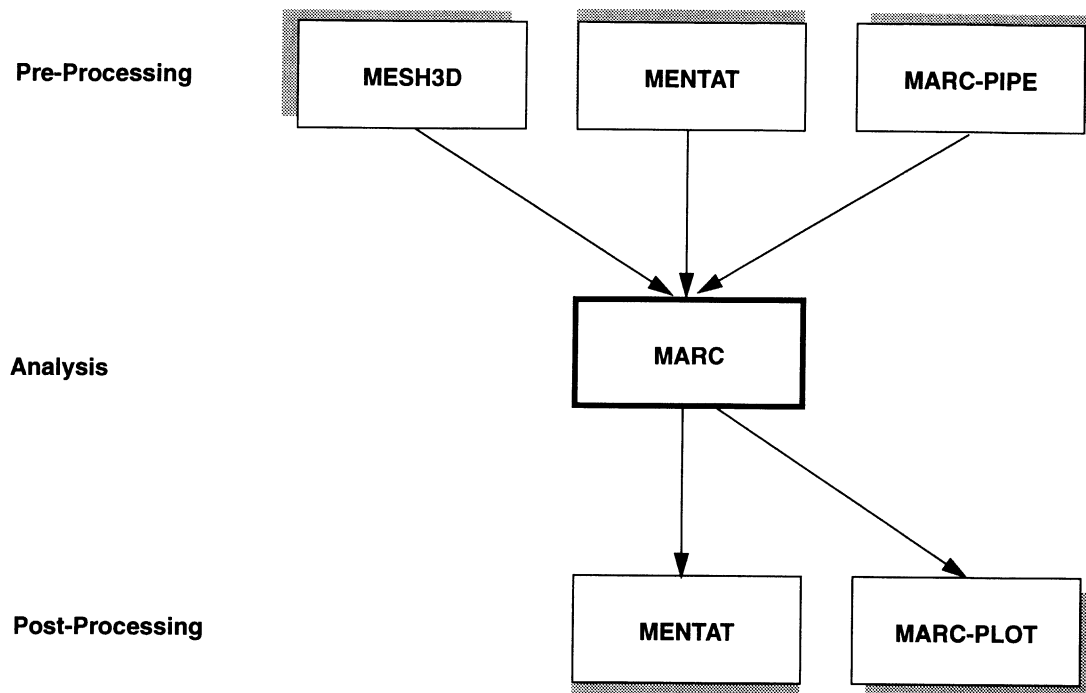 Pre-Processing
MESH3D
MENTAT
MARC-PIPE
Analysis
MARC
Post-Processing
MENTAT
MARC-PLOT